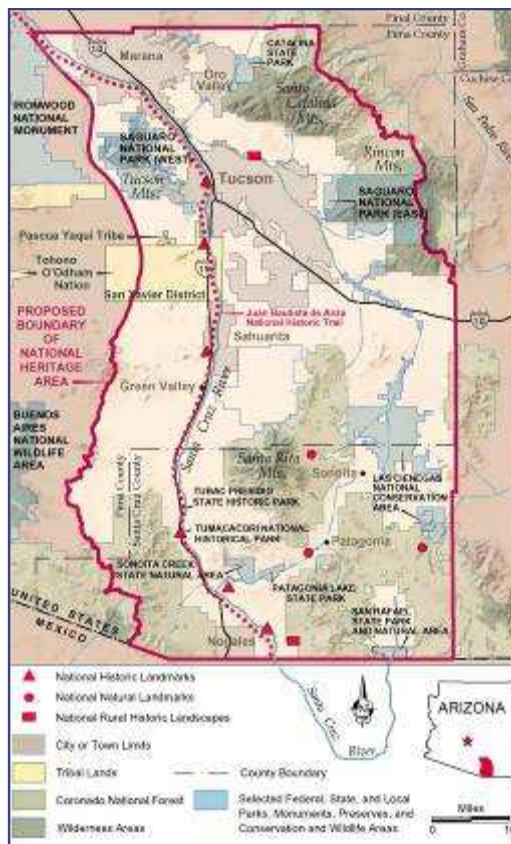 Pinal County
Pima County
Graham Co.
Cochise Co.
10
Marana
Oro
Valley
CATALINA
STATE
PARK
Santa
Catalina
Mts.
San Pedro River
IRONWOOD
NATIONAL
MONUMENT
SAGUARO
NATIONAL
PARK (WEST)
Tucson
Mts.
Tucson
Rincon
Mts.
SAGUARO
NATIONAL
PARK (EAST)
Pascua Yaqui Tribe
Tohono
O'Odham
Nation
San Xavier District
19
10
PROPOSED
BOUNDARY
OF
NATIONAL
HERITAGE
AREA
Juan Bautista de Anza
National Historic Trail
Sahuarita
Green Valley
Santa Cruz River
BUENOS
AIRES
NATIONAL
WILDLIFE
AREA
Santa Rita
Mts.
Sonoita
LAS CIENEGAS
NATIONAL
CONSERVATION
AREA
Santa Cruz County
TUBAC PRESIDIO
STATE HISTORIC PARK
TUMACACORI NATIONAL
HISTORICAL PARK
SONOITA CREEK
STATE NATURAL AREA
Patagonia
PATAGONIA LAKE
STATE PARK
SAN RAFAEL
STATE PARK
AND NATURAL AREA
Nogales
UNITED STATES
MEXICO
Santa Cruz
River
National Historic Landmarks
National Natural Landmarks
National Rural Historic Landscapes
City or Town Limits
Tribal Lands
County Boundary
Coronado National Forest
Wilderness Areas
Selected Federal, State, and Local
Parks, Monuments, Preserves, and
Conservation and Wildlife Areas
ARIZONA
Miles
0